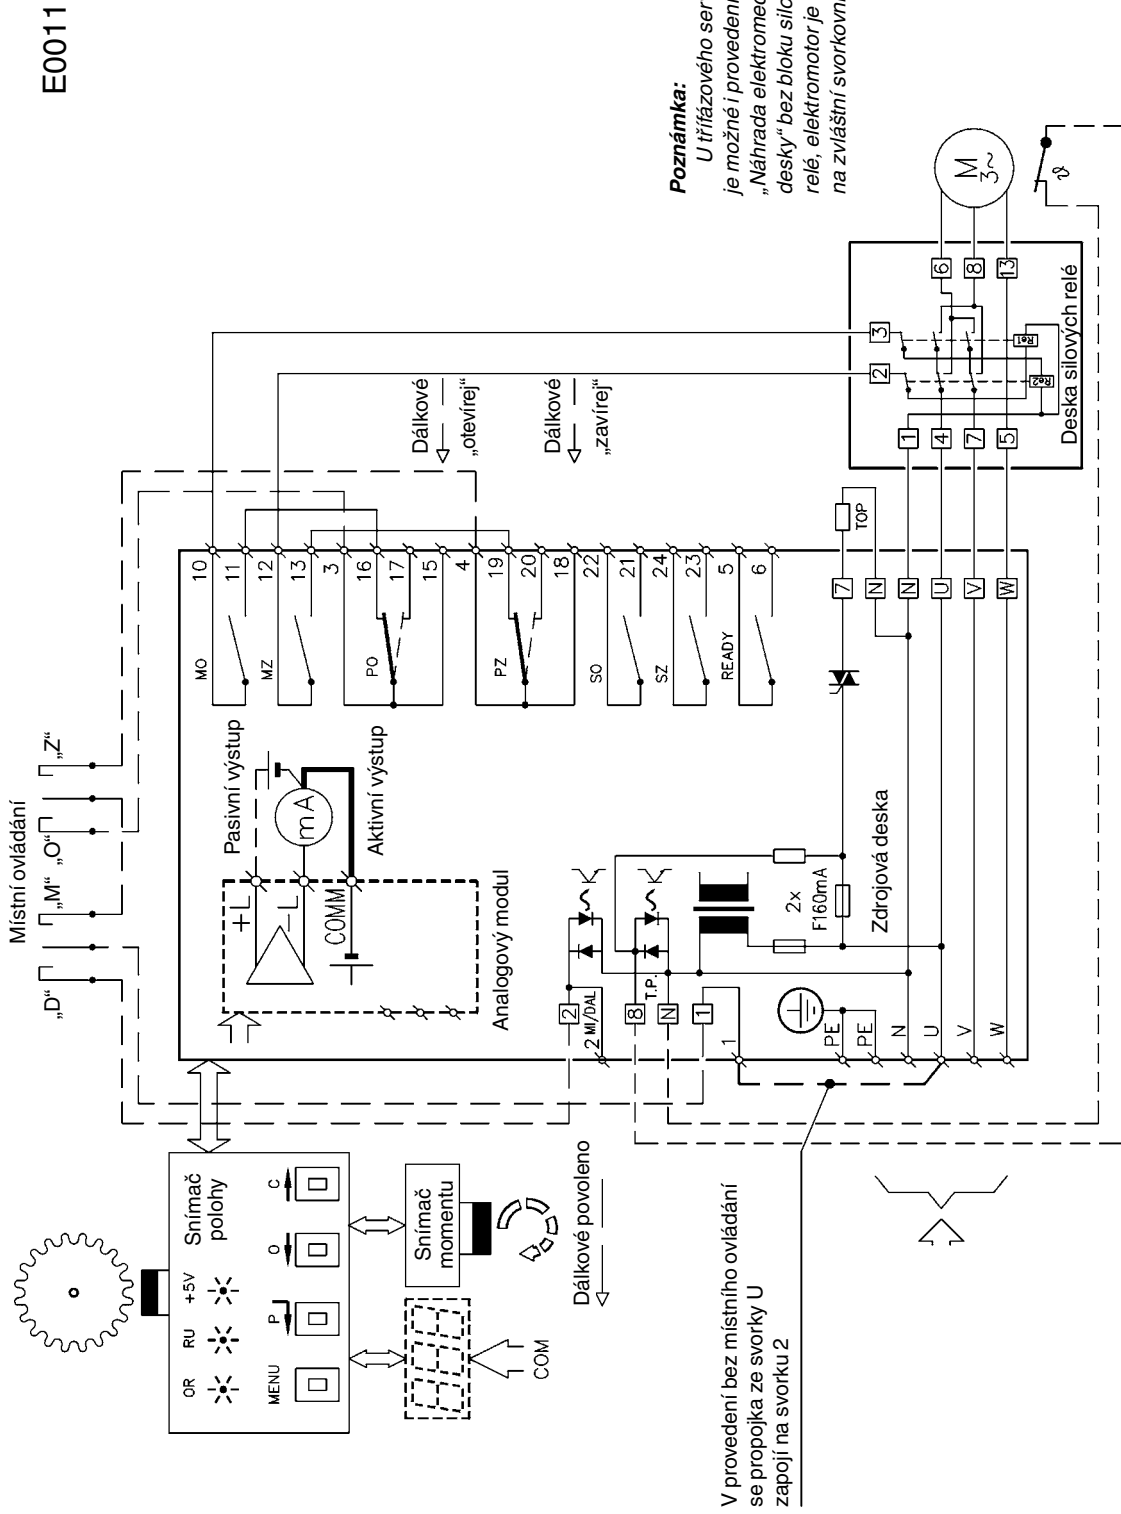 E0011
Poznámka:
U třífázového ser
je možné i provedení
„Náhrada elektromec
desky“ bez bloku silo
relé, elektromotor je
na zvláštní svorkovn
Místní ovládání
„D“ „M“ „O“ „Z“
Pasivní výstup
Aktivní výstup
+L
-L
COMM
mA
Analogový modul
MO
MZ
PO
PZ
SO
SZ
READY
10
11
12
13
3
16
17
15
4
19
20
18
22
21
24
23
5
6
Dálkové
„otevírej“
Dálkové
„zavírej“
3
2
1
4
7
5
6
8
13
Re1
Re2
M
3~
ϑ
Deska silových relé
TOP
7
N
N
U
V
W
2x
F160mA
Zdrojová deska
2
2 MI/DAL
8
T.P.
N
1
1
PE
PE
N
U
V
W
Snímač
polohy
OR
RU
+5V
MENU
P
O
C
Snímač
momentu
COM
Dálkové povoleno
V provedení bez místního ovládání
se propojka ze svorky U
zapojí na svorku 2